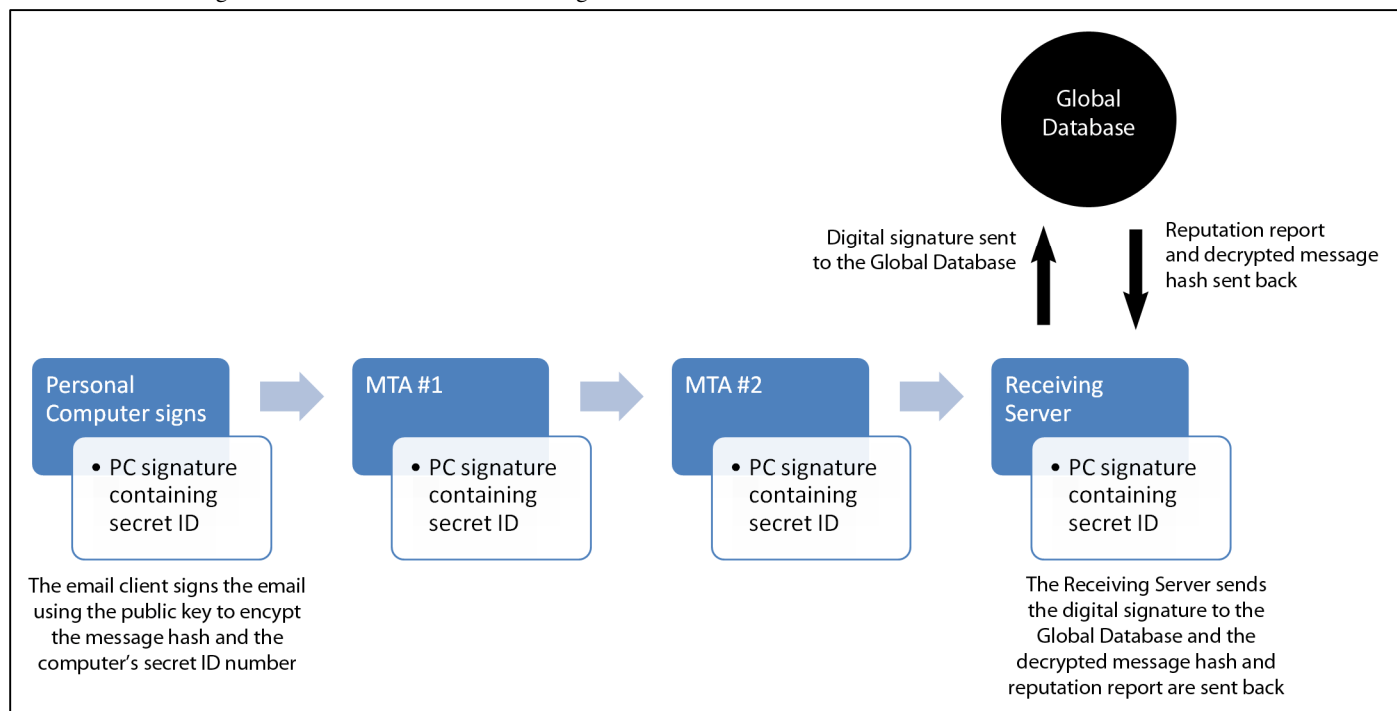 Global
Database
Digital signature sent
to the Global Database
Reputation report
and decrypted message
hash sent back
Personal
Computer signs
• PC signature
containing
secret ID
MTA #1
• PC signature
containing
secret ID
MTA #2
• PC signature
containing
secret ID
Receiving
Server
• PC signature
containing
secret ID
The email client signs the email
using the public key to encypt
the message hash and the
computer’s secret ID number
The Receiving Server sends
the digital signature to the
Global Database and the
decrypted message hash and
reputation report are sent back